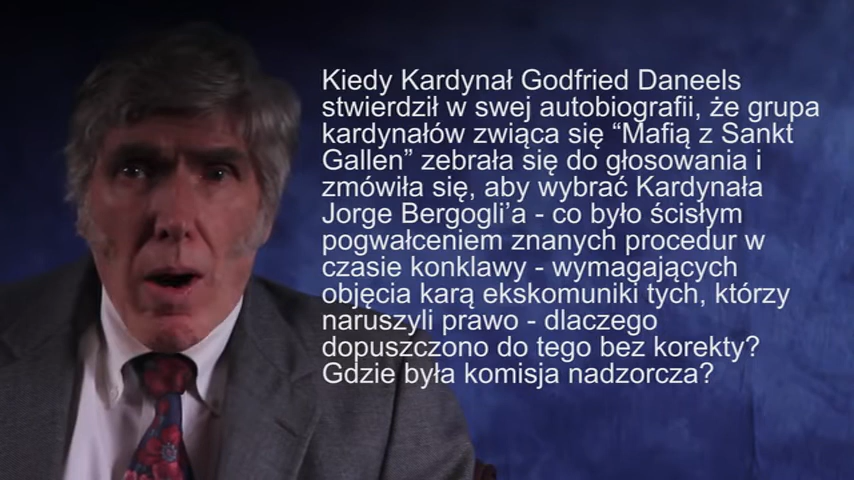 Kiedy Kardynał Godfried Daneels
stwierdził w swej autobiografii, że grupa
kardynałów zwiąca się “Mafią z Sankt
Gallen” zebrała się do głosowania i
zmówiła się, aby wybrać Kardynała
Jorge Bergogli’a - co było ścisłym
pogwałceniem znanych procedur w
czasie konklawy - wymagających
objęcia karą ekskomuniki tych, którzy
naruszyli prawo - dlaczego
dopuszczono do tego bez korekty?
Gdzie była komisja nadzorcza?